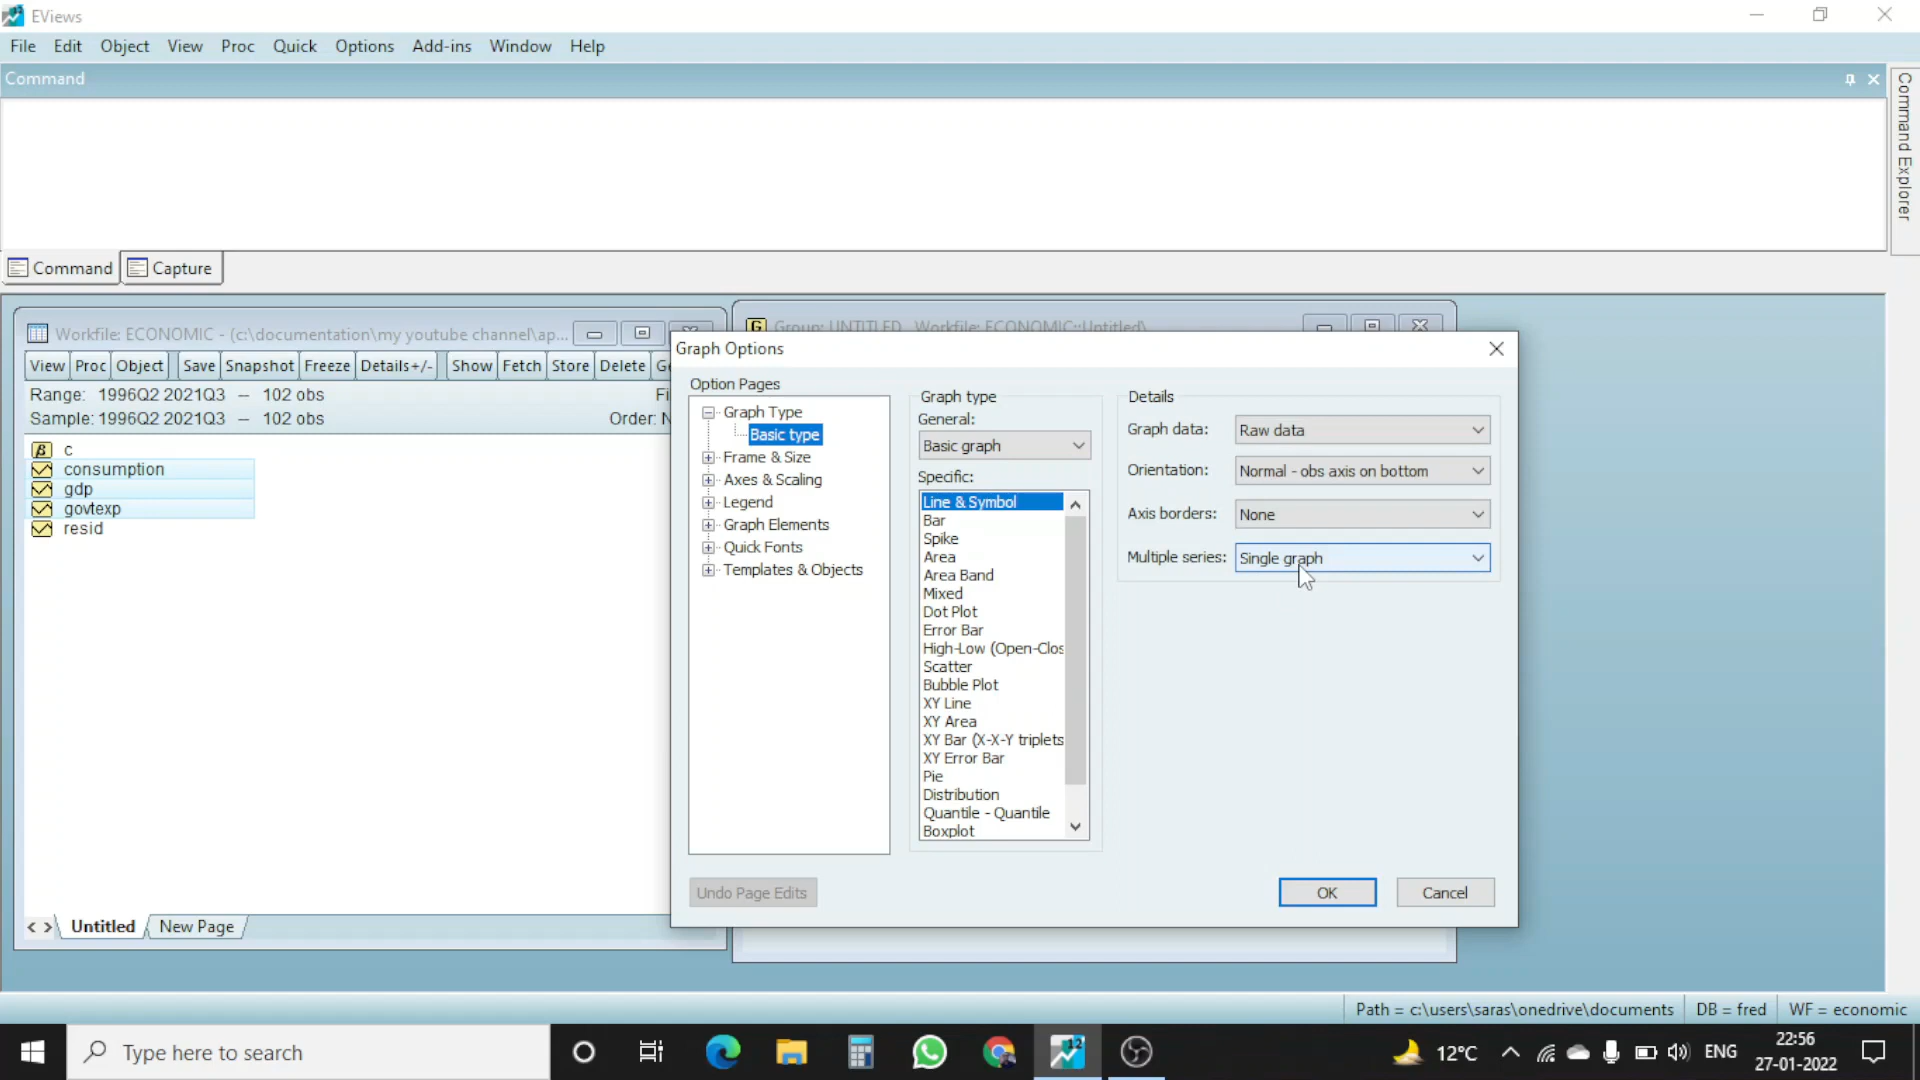 EViews
File Edit Object View Proc Quick Options Add-ins Window Help
Command
Command Explorer
Command Capture
Workfile: ECONOMIC - (c:\documentation\my youtube channel\ap...
View Proc Object Save Snapshot Freeze Details+/- Show Fetch Store Delete
Range: 1996Q2 2021Q3 – 102 obs
Sample: 1996Q2 2021Q3 – 102 obs
Order:
c
consumption
gdp
govtexp
resid
Untitled New Page
Group: UNTITLED Workfile: ECONOMIC::Untitled\
Graph Options
Option Pages
Graph Type
Basic type
Frame & Size
Axes & Scaling
Legend
Graph Elements
Quick Fonts
Templates & Objects
Undo Page Edits
Graph type
General:
Basic graph
Specific:
Line & Symbol
Bar
Spike
Area
Area Band
Mixed
Dot Plot
Error Bar
High-Low (Open-Clos
Scatter
Bubble Plot
XY Line
XY Area
XY Bar (X-X-Y triplets
XY Error Bar
Pie
Distribution
Quantile - Quantile
Boxplot
Details
Graph data: Raw data
Orientation: Normal - obs axis on bottom
Axis borders: None
Multiple series: Single graph
OK Cancel
Path = c:\users\saras\onedrive\documents DB = fred WF = economic
Type here to search
12
12°C
ENG
22:56
27-01-2022